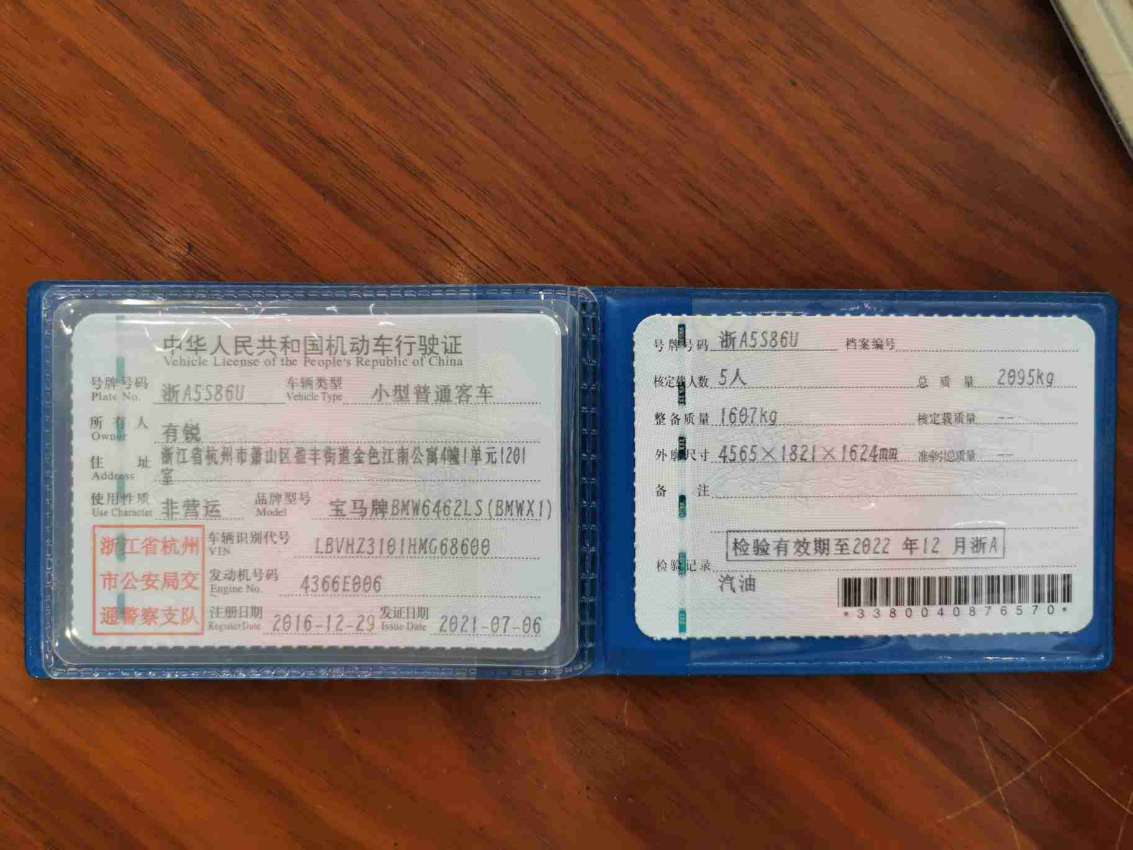 中华人民共和国机动车行驶证
Vehicle License of the People's Republic of China
号牌号码 浙A5S86U 车辆类型 小型普通客车
Plate No. Vehicle Type
所有人 有锐
Owner
住址 浙江省杭州市萧山区盈丰街道金色江南公寓4幢1单元1201
Address 室
使用性质 非营运 品牌型号 宝马牌BMW6462LS(BMWX1)
Use Character Model
浙江省杭州
市公安局交
通警察支队
车辆识别代号 LBVHZ3101HMG68600
VIN
发动机号码 4366E006
Engine No.
注册日期 2016-12-29 发证日期 2021-07-06
Register Date Issue Date
号牌号码 浙A5S86U 档案编号
核定载人数 5人 总质量 2095kg
整备质量 1607kg 核定载质量 --
外廓尺寸 4565×1821×1624mm 准牵引总质量 --
备注
检验有效期至2022 年12 月浙A
检验记录
汽油
*3380040876570*